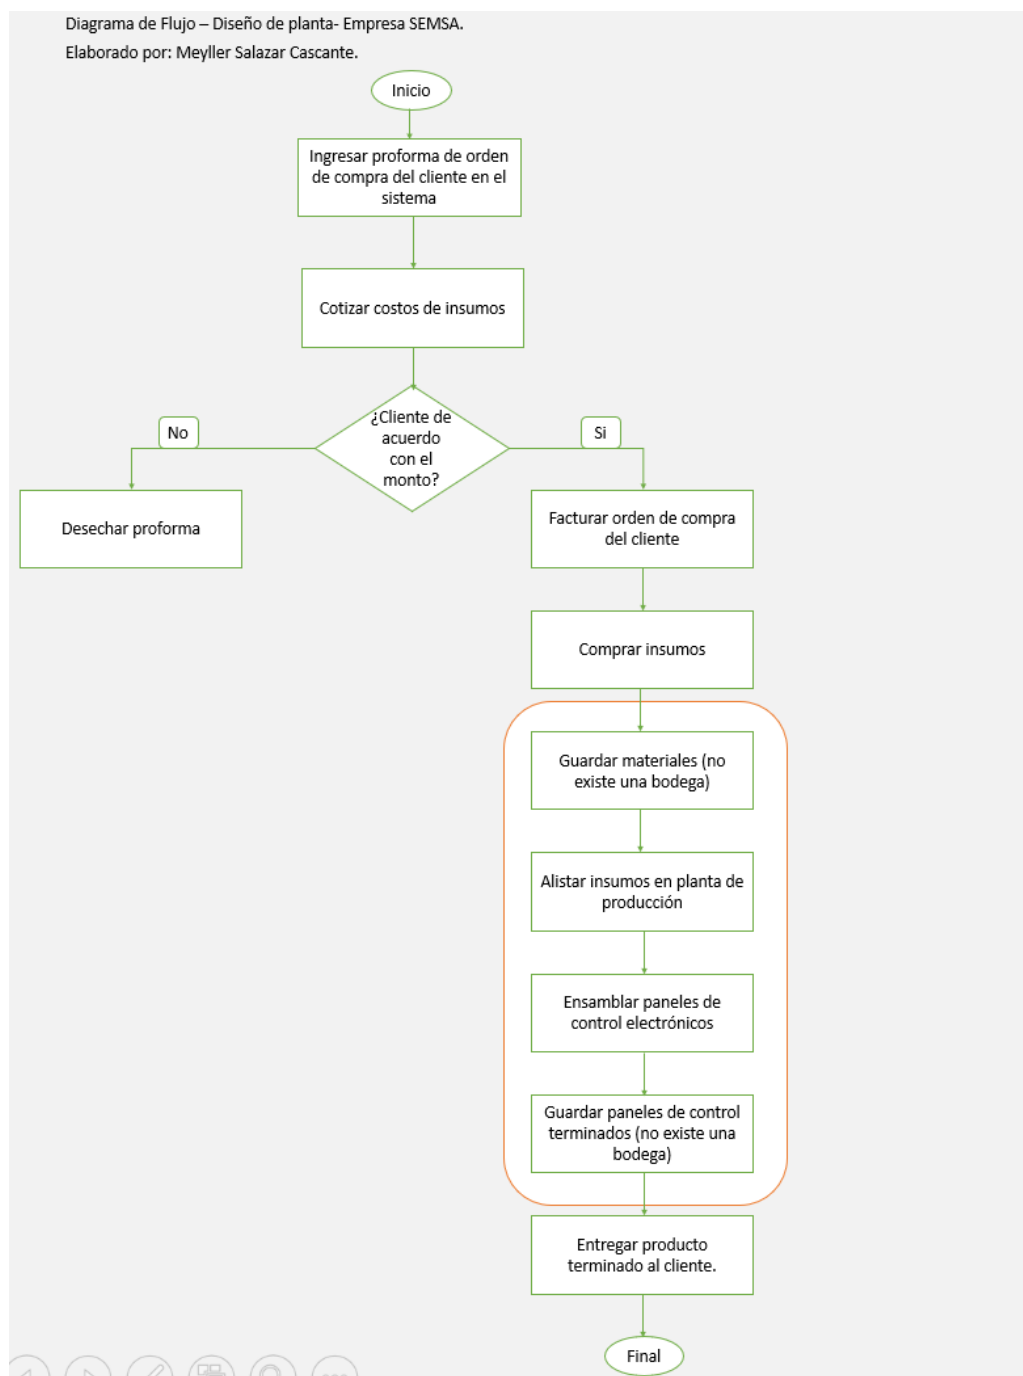 Diagrama de Flujo – Diseño de planta- Empresa SEMSA.
Elaborado por: Meyller Salazar Cascante.
Inicio
Ingresar proforma de orden
de compra del cliente en el
sistema
Cotizar costos de insumos
¿Cliente de
acuerdo
con el
monto?
No
Si
Desechar proforma
Facturar orden de compra
del cliente
Comprar insumos
Guardar materiales (no
existe una bodega)
Alistar insumos en planta de
producción
Ensamblar paneles de
control electrónicos
Guardar paneles de control
terminados (no existe una
bodega)
Entregar producto
terminado al cliente.
Final